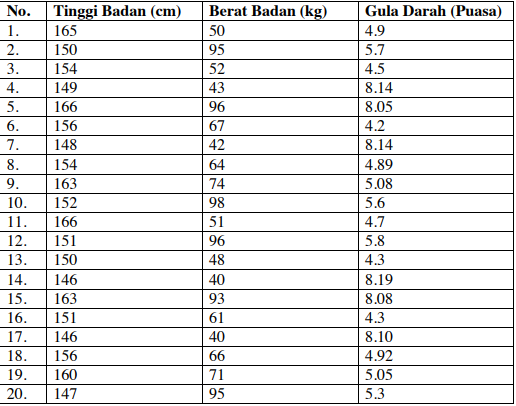 No. Tinggi Badan (cm) Berat Badan (kg) Gula Darah (Puasa)
1. 165 50 4.9
2. 150 95 5.7
3. 154 52 4.5
4. 149 43 8.14
5. 166 96 8.05
6. 156 67 4.2
7. 148 42 8.14
8. 154 64 4.89
9. 163 74 5.08
10. 152 98 5.6
11. 166 51 4.7
12. 151 96 5.8
13. 150 48 4.3
14. 146 40 8.19
15. 163 93 8.08
16. 151 61 4.3
17. 146 40 8.10
18. 156 66 4.92
19. 160 71 5.05
20. 147 95 5.3